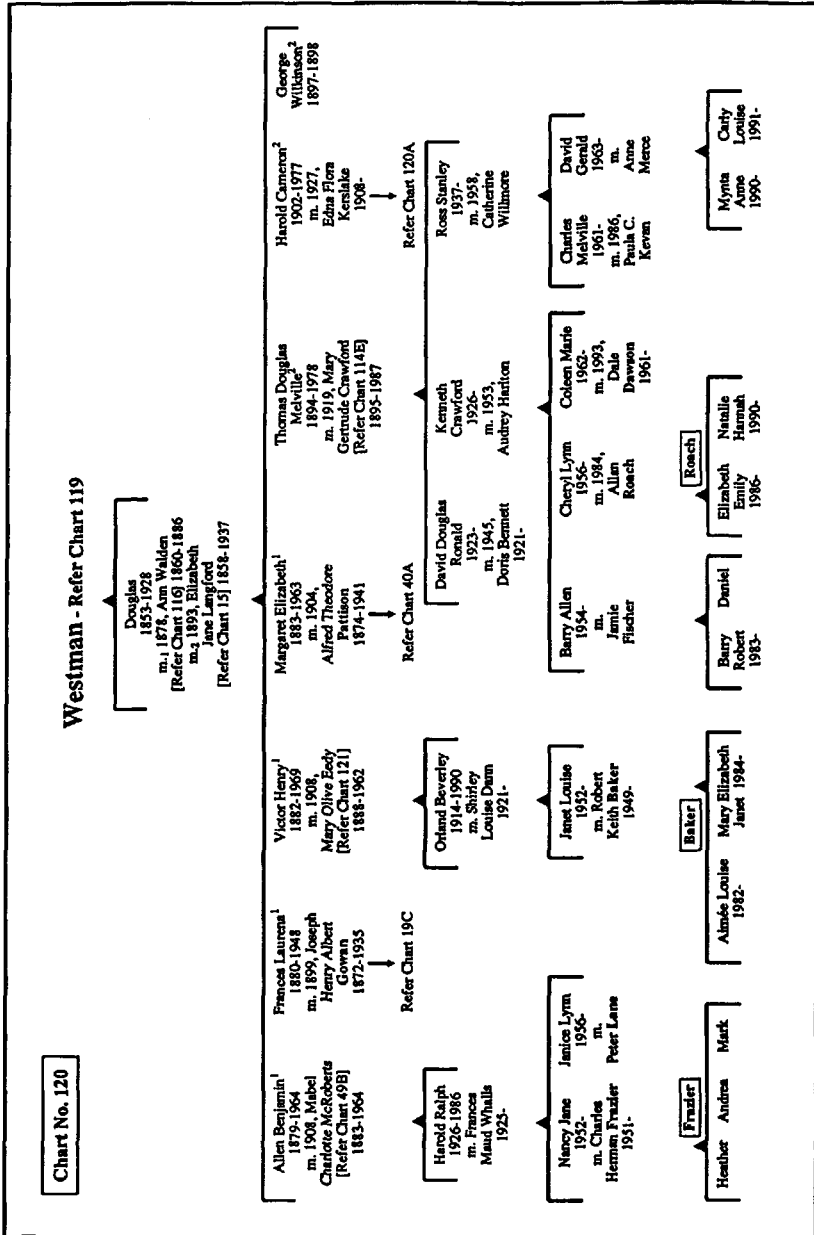 Chart No. 120
Westman - Refer Chart 119
Douglas
1853-1928
m.1 1878, Ann Walden
[Refer Chart 116] 1860-1886
m.2 1893, Elizabeth
Jane Langford
[Refer Chart 15] 1858-1937
Allen Benjamin1
1879-1964
m. 1908, Mabel
Charlotte McRoberts
[Refer Chart 49B]
1883-1964
Frances Laurena1
1880-1948
m. 1899, Joseph
Henry Albert
Gowan
1872-1935
Refer Chart 19C
Victor Henry1
1882-1969
m. 1908,
Mary Olive Eedy
[Refer Chart 121]
1888-1962
Margaret Elizabeth1
1883-1963
m. 1904,
Alfred Theodore
Pattison
1874-1941
Refer Chart 40A
Thomas Douglas
Melville2
1894-1978
m. 1919, Mary
Gertrude Crawford
[Refer Chart 114E]
1895-1987
Harold Cameron2
1902-1977
m. 1927,
Edna Flora
Kerslake
1908-
Refer Chart 120A
George
Wilkinson2
1897-1898
Harold Ralph
1926-1986
m. Frances
Maud Whalls
1925-
Orland Beverley
1914-1990
m. Shirley
Louise Dann
1921-
David Douglas
Ronald
1923-
m. 1945,
Doris Bennett
1921-
Kenneth
Crawford
1926-
m. 1953,
Audrey Hariton
Ross Stanley
1937-
m. 1958,
Catherine
Willmore
Nancy Jane
1952-
m. Charles
Herman Frazier
1951-
Janice Lynn
1956-
m.
Peter Lane
Janet Louise
1952-
m. Robert
Keith Baker
1949-
Barry Allen
1954-
m.
Jamie
Fischer
Cheryl Lynn
1956-
m. 1984,
Allan
Roach
Coleen Marie
1962-
m. 1993,
Dale
Dawson
1961-
Charles
Melville
1961-
m. 1986,
Paula C.
Kevan
David
Gerald
1963-
m.
Anne
Merce
Frazier
Heather Andrea Mark
Baker
Aimée Louise
1982-
Mary Elizabeth
Janet 1984-
Barry
Robert
1983-
Daniel
Roach
Elizabeth
Emily
1986-
Natalie
Hannah
1990-
Mynta
Anne
1990-
Carly
Louise
1991-